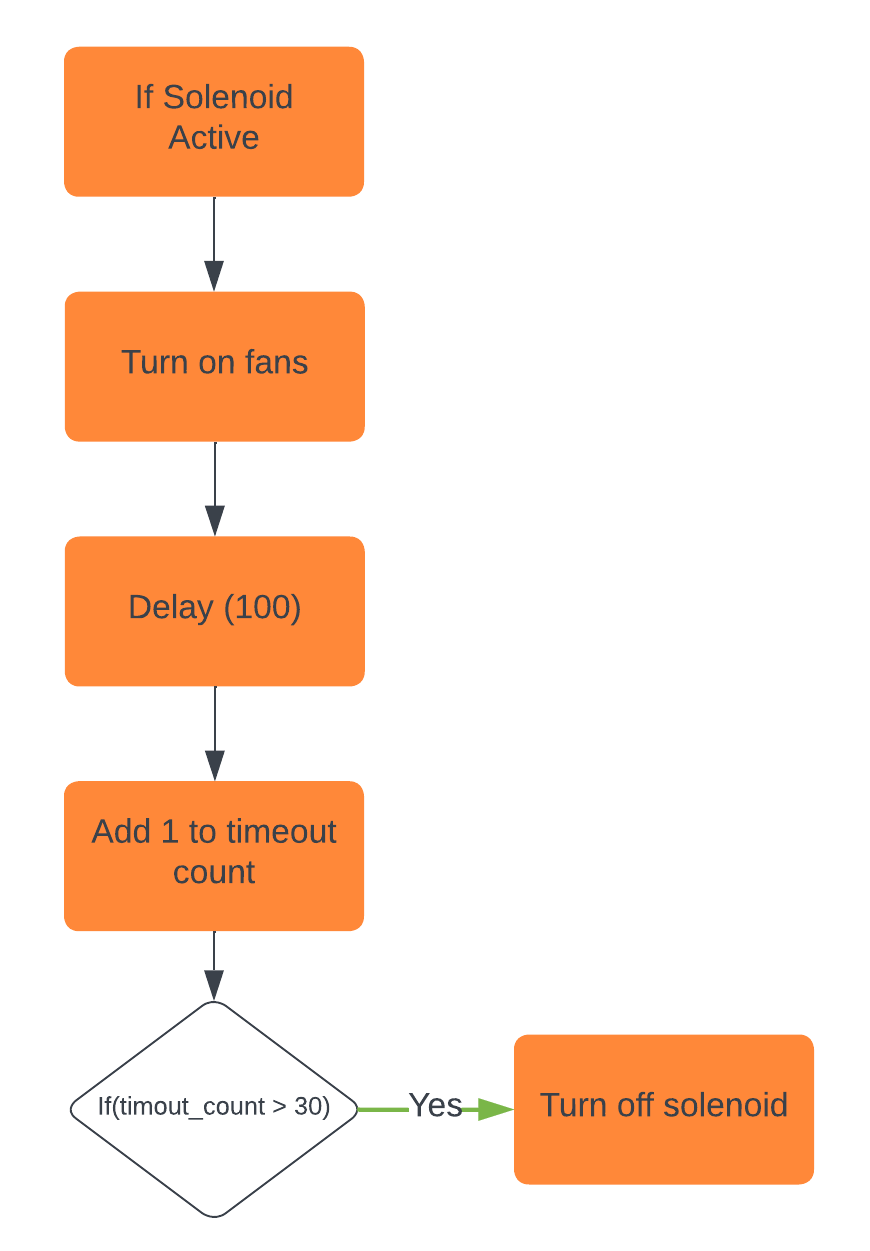 If Solenoid
Active
Turn on fans
Delay (100)
Add 1 to timeout
count
If(timout_count > 30)
Yes
Turn off solenoid